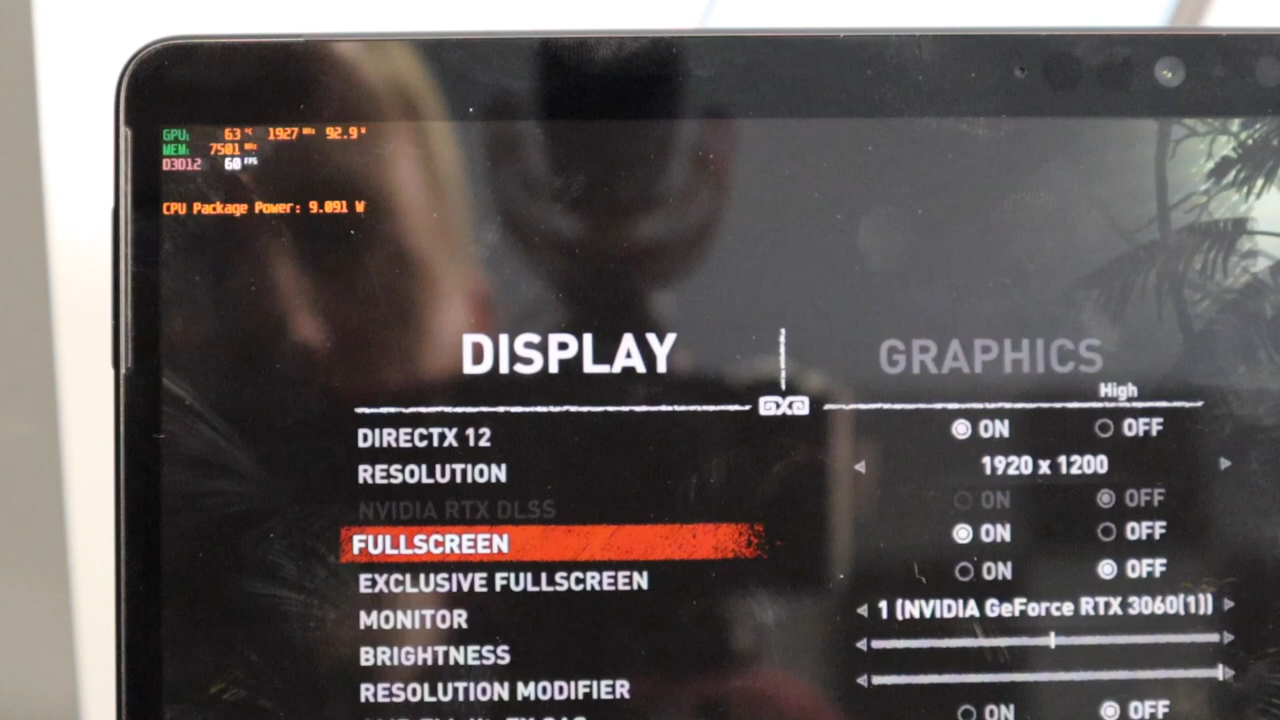 GPU: 63 °C 1927 MHz 92.9 W
MEM: 7501 MHz
D3D12 60 FPS
CPU Package Power: 9.091 W
DISPLAY GRAPHICS
High
DIRECTX 12 ON OFF
RESOLUTION 1920 x 1200
NVIDIA RTX DLSS ON OFF
FULLSCREEN ON OFF
EXCLUSIVE FULLSCREEN ON OFF
MONITOR 1 (NVIDIA GeForce RTX 3060(1))
BRIGHTNESS
RESOLUTION MODIFIER
ON OFF